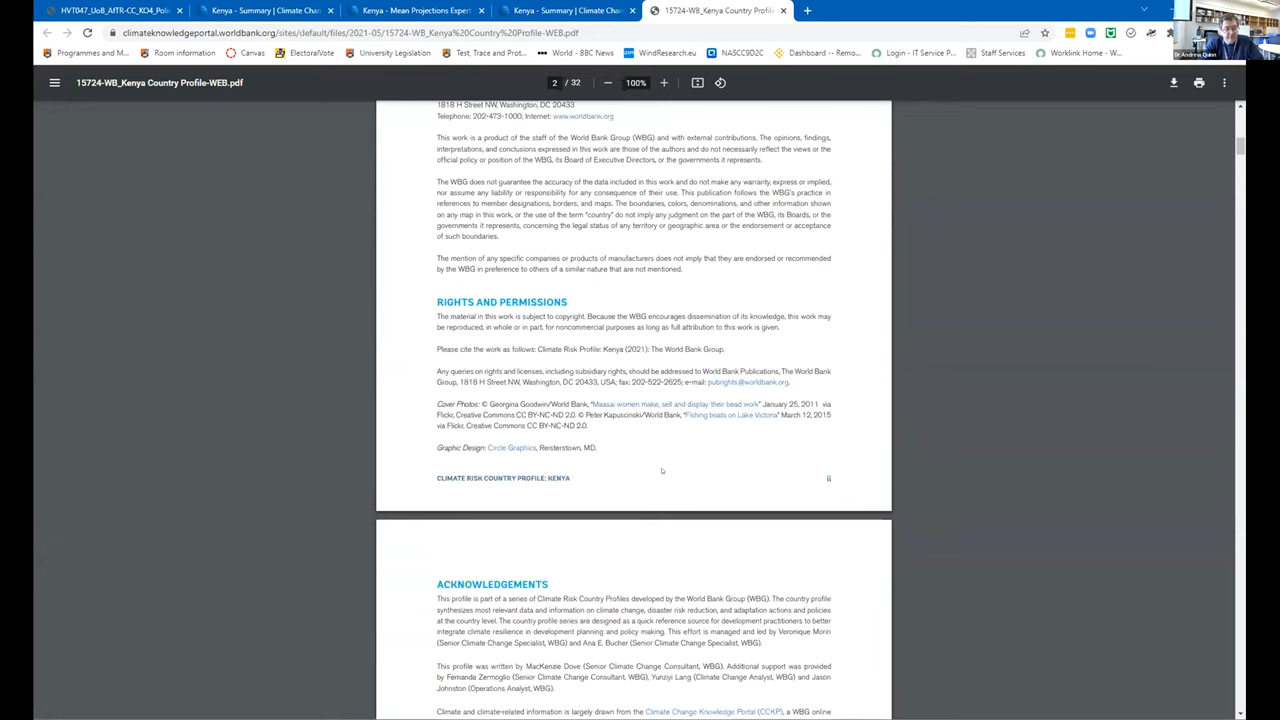 HVT047_UoB_AfTR-CC_KO4_Poli
Kenya - Summary | Climate Chan
Kenya - Mean Projections Expert
Kenya - Summary | Climate Chan
15724-WB_Kenya Country Profile
climateknowledgeportal.worldbank.org/sites/default/files/2021-05/15724-WB_Kenya%20Country%20Profile-WEB.pdf
Programmes and M... Room information Canvas ElectoralVote University Legislation Test, Trace and Prot... World - BBC News WindResearch.eu NASCC9D2C Dashboard -- Remo... Login - IT Service P... Staff Services Worklink Home - W...
Dr Andrew Quinn
15724-WB_Kenya Country Profile-WEB.pdf
2 / 32
100%
1818 H Street NW, Washington, DC 20433
Telephone: 202-473-1000; Internet: www.worldbank.org
This work is a product of the staff of the World Bank Group (WBG) and with external contributions. The opinions, findings,
interpretations, and conclusions expressed in this work are those of the authors and do not necessarily reflect the views or the
official policy or position of the WBG, its Board of Executive Directors, or the governments it represents.
The WBG does not guarantee the accuracy of the data included in this work and do not make any warranty, express or implied,
nor assume any liability or responsibility for any consequence of their use. This publication follows the WBG's practice in
references to member designations, borders, and maps. The boundaries, colors, denominations, and other information shown
on any map in this work, or the use of the term "country" do not imply any judgment on the part of the WBG, its Boards, or the
governments it represents, concerning the legal status of any territory or geographic area or the endorsement or acceptance
of such boundaries.
The mention of any specific companies or products of manufacturers does not imply that they are endorsed or recommended
by the WBG in preference to others of a similar nature that are not mentioned.
RIGHTS AND PERMISSIONS
The material in this work is subject to copyright. Because the WBG encourages dissemination of its knowledge, this work may
be reproduced, in whole or in part, for noncommercial purposes as long as full attribution to this work is given.
Please cite the work as follows: Climate Risk Profile: Kenya (2021): The World Bank Group.
Any queries on rights and licenses, including subsidiary rights, should be addressed to World Bank Publications, The World Bank
Group, 1818 H Street NW, Washington, DC 20433, USA; fax: 202-522-2625; e-mail: pubrights@worldbank.org.
Cover Photos: © Georgina Goodwin/World Bank, "Maasai women make, sell and display their bead work" January 25, 2011 via
Flickr, Creative Commons CC BY-NC-ND 2.0. © Peter Kapuscinski/World Bank, "Fishing boats on Lake Victoria" March 12, 2015
via Flickr, Creative Commons CC BY-NC-ND 2.0.
Graphic Design: Circle Graphics, Reisterstown, MD.
CLIMATE RISK COUNTRY PROFILE: KENYA ii
ACKNOWLEDGEMENTS
This profile is part of a series of Climate Risk Country Profiles developed by the World Bank Group (WBG). The country profile
synthesizes most relevant data and information on climate change, disaster risk reduction, and adaptation actions and policies
at the country level. The country profile series are designed as a quick reference source for development practitioners to better
integrate climate resilience in development planning and policy making. This effort is managed and led by Veronique Morin
(Senior Climate Change Specialist, WBG) and Ana E. Bucher (Senior Climate Change Specialist, WBG).
This profile was written by MacKenzie Dove (Senior Climate Change Consultant, WBG). Additional support was provided
by Fernanda Zermoglio (Senior Climate Change Consultant, WBG), Yunziyi Lang (Climate Change Analyst, WBG) and Jason
Johnston (Operations Analyst, WBG).
Climate and climate-related information is largely drawn from the Climate Change Knowledge Portal (CCKP), a WBG online